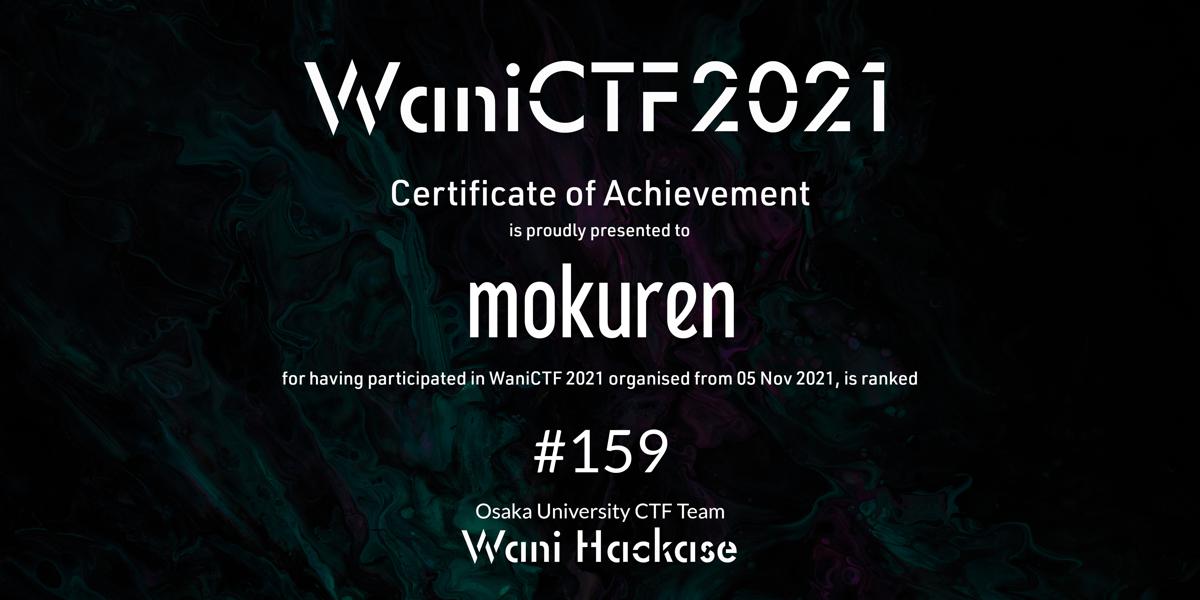 WaniCTF2021
Certificate of Achievement
is proudly presented to
mokuren
for having participated in WaniCTF 2021 organised from 05 Nov 2021, is ranked
#159
Osaka University CTF Team
Wani Hackase